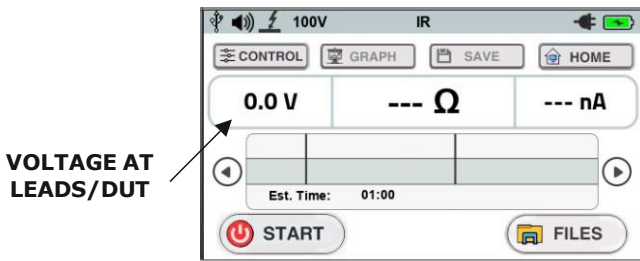 100V IR
CONTROL GRAPH SAVE HOME
0.0 V --- Ω --- nA
VOLTAGE AT
LEADS/DUT
Est. Time: 01:00
START FILES